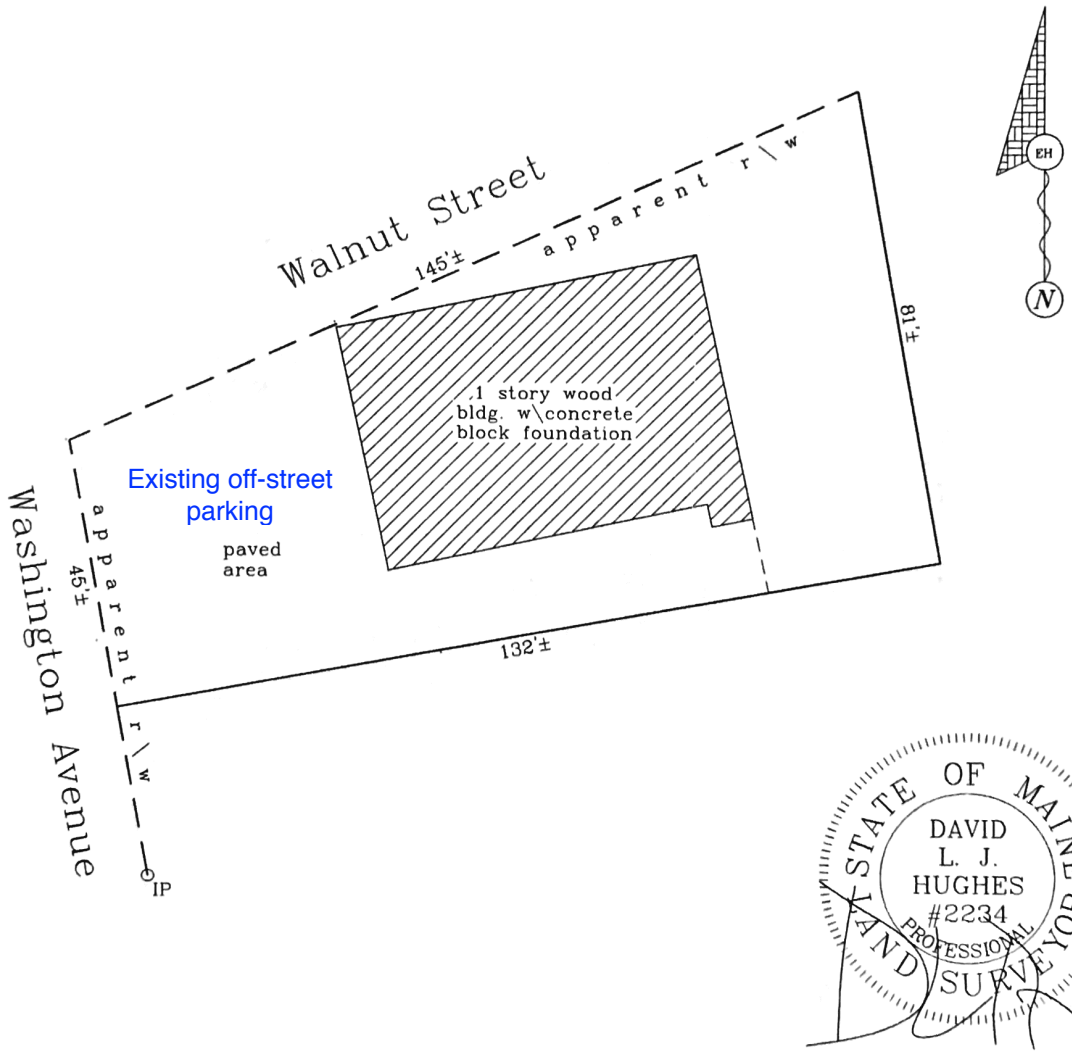 Walnut Street
145'±
apparent r\w
EH
N
81'±
1 story wood
bldg. w\concrete
block foundation
Existing off-street
parking
paved
area
Washington Avenue
45'±
apparent r\w
132'±
IP
STATE OF MAINE
DAVID
L. J.
HUGHES
#2234
PROFESSIONAL
LAND SURVEYOR